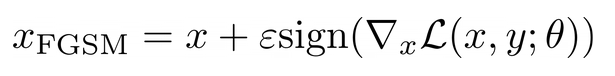 x_FGSM = x + εsign(∇_x ℒ(x, y; θ))